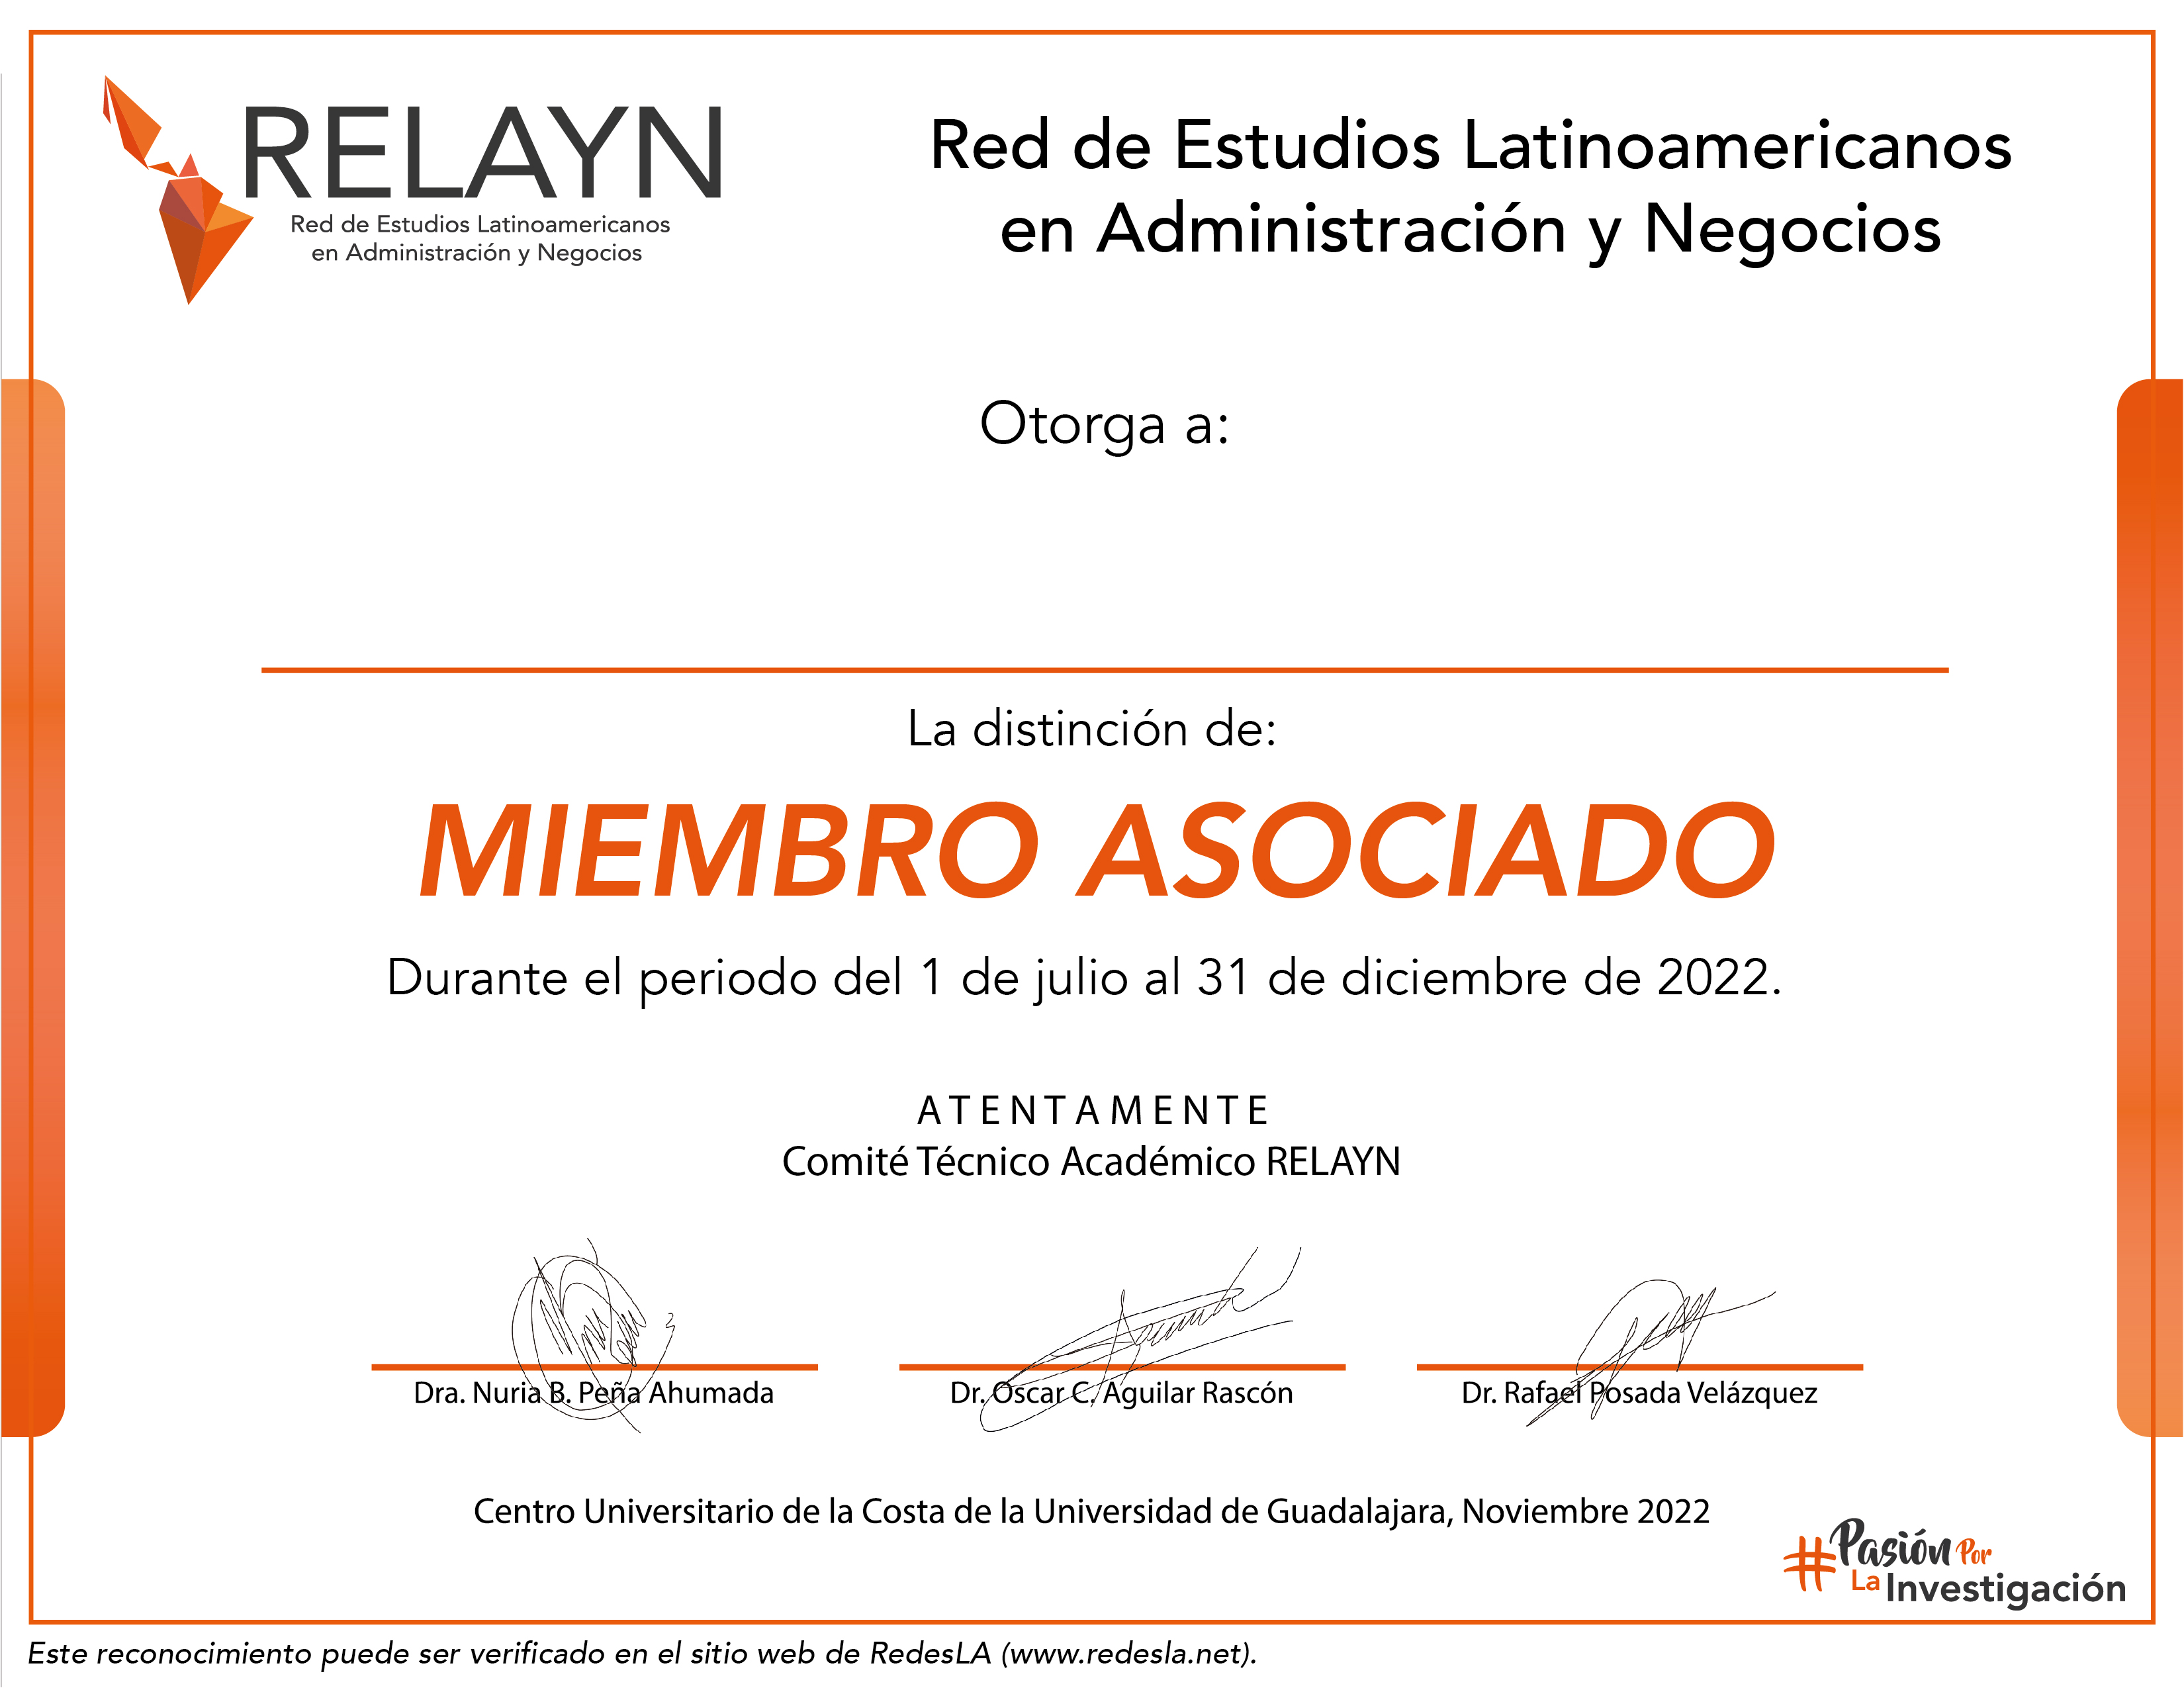 RELAYN
Red de Estudios Latinoamericanos
en Administración y Negocios
Red de Estudios Latinoamericanos
en Administración y Negocios
Otorga a:
La distinción de:
MIEMBRO ASOCIADO
Durante el periodo del 1 de julio al 31 de diciembre de 2022.
ATENTAMENTE
Comité Técnico Académico RELAYN
Dra. Nuria B. Peña Ahumada
Dr. Oscar C. Aguilar Rascón
Dr. Rafael Posada Velázquez
Centro Universitario de la Costa de la Universidad de Guadalajara, Noviembre 2022
#Pasión Por
La Investigación
Este reconocimiento puede ser verificado en el sitio web de RedesLA (www.redesla.net).